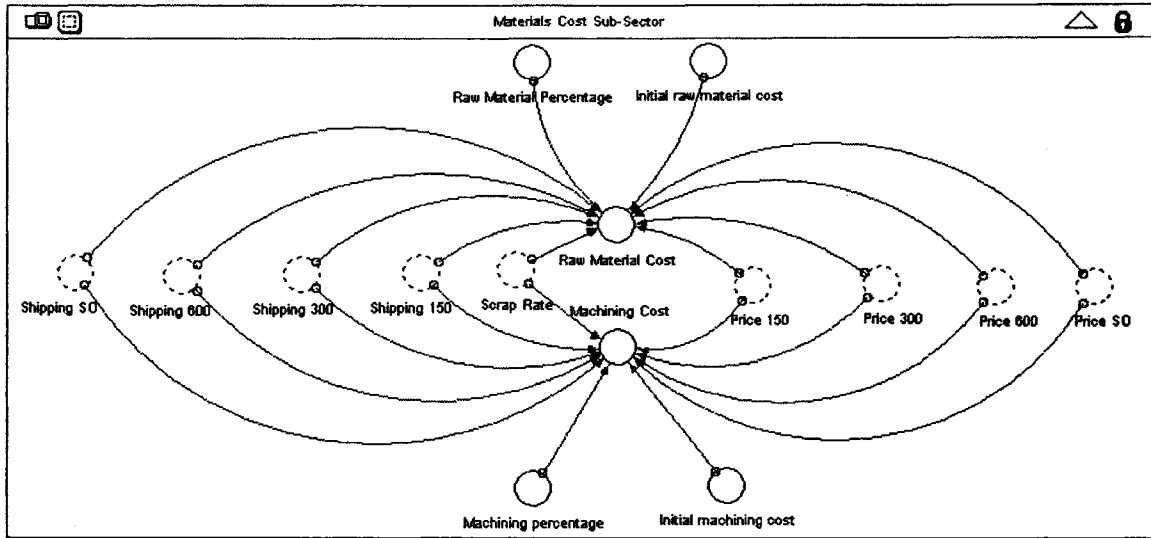 Materials Cost Sub-Sector
Raw Material Percentage
Initial raw material cost
Raw Material Cost
Shipping SO
Shipping 600
Shipping 300
Shipping 150
Scrap Rate
Machining Cost
Price 150
Price 300
Price 600
Price SO
Machining percentage
Initial machining cost